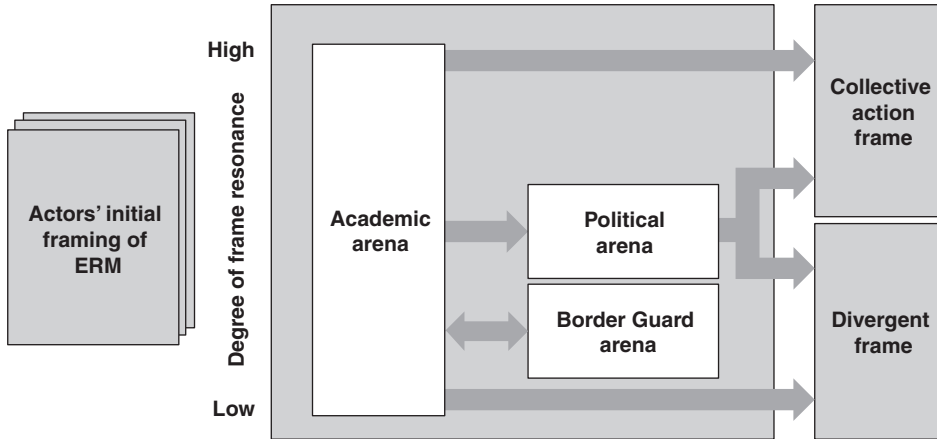 High
Degree of frame resonance
Low
Actors' initial
framing of
ERM
Academic
arena
Political
arena
Border Guard
arena
Collective
action
frame
Divergent
frame